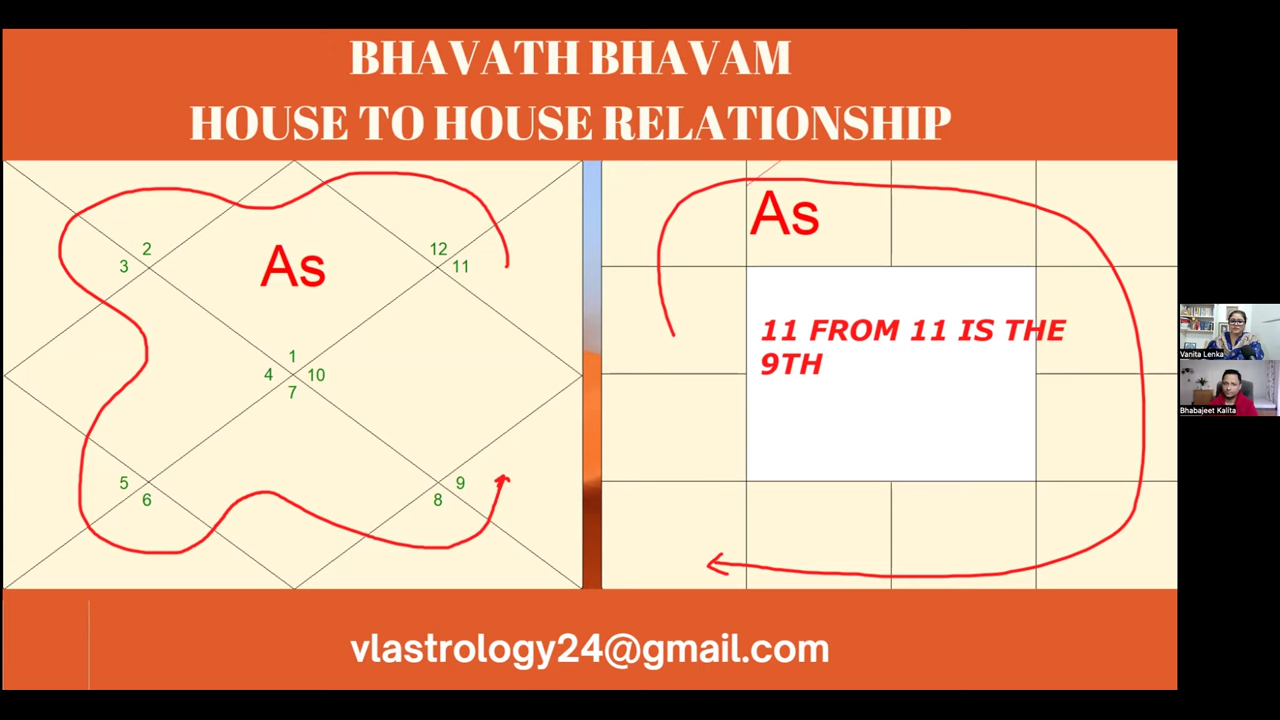 BHAVATH BHAVAM
HOUSE TO HOUSE RELATIONSHIP
As
2
3
12
11
1
4
10
7
5
6
9
8
As
11 FROM 11 IS THE
9TH
Vanita Lenka
Bhabajeet Kalita
vlastrology24@gmail.com